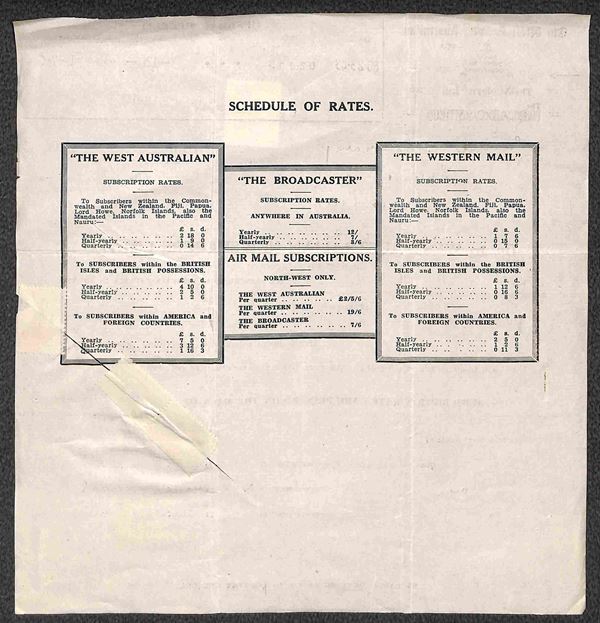 SCHEDULE OF RATES.
"THE WEST AUSTRALIAN"
SUBSCRIPTION RATES.
To Subscribers within the Common-
wealth and New Zealand, Fiji, Papua,
Lord Howe, Norfolk Islands, also the
Mandated Islands in the Pacific and
Nauru:—
£ s. d.
Yearly .. .. .. .. .. .. 2 18 0
Half-yearly .. .. .. .. .. 1 9 0
Quarterly .. .. .. .. .. 0 14 6
To SUBSCRIBERS within the BRITISH
ISLES and BRITISH POSSESSIONS.
£ s. d.
Yearly .. .. .. .. .. .. 4 10 0
Half-yearly .. .. .. .. .. 2 5 0
Quarterly .. .. .. .. .. 1 2 6
To SUBSCRIBERS within AMERICA and
FOREIGN COUNTRIES.
£ s. d.
Yearly .. .. .. .. .. .. 7 5 0
Half-yearly .. .. .. .. .. 3 12 6
Quarterly .. .. .. .. .. 1 16 3
"THE BROADCASTER"
SUBSCRIPTION RATES.
ANYWHERE IN AUSTRALIA.
Yearly .. .. .. .. .. .. 12/
Half-yearly .. .. .. .. .. 7/
Quarterly .. .. .. .. .. 3/6
AIR MAIL SUBSCRIPTIONS.
NORTH-WEST ONLY.
THE WEST AUSTRALIAN
Per quarter .. .. .. .. .. £2/5/6
THE WESTERN MAIL
Per quarter .. .. .. .. .. 19/6
THE BROADCASTER
Per quarter .. .. .. .. .. 7/6
"THE WESTERN MAIL"
SUBSCRIPTION RATES.
To Subscribers within the Common-
wealth and New Zealand, Fiji, Papua,
Lord Howe, Norfolk Islands, also the
Mandated Islands in the Pacific and
Nauru:—
£ s. d.
Yearly .. .. .. .. .. .. 1 7 6
Half-yearly .. .. .. .. .. 0 15 0
Quarterly .. .. .. .. .. 0 7 6
To SUBSCRIBERS within the BRITISH
ISLES and BRITISH POSSESSIONS.
£ s. d.
Yearly .. .. .. .. .. .. 1 12 6
Half-yearly .. .. .. .. .. 0 16 6
Quarterly .. .. .. .. .. 0 8 3
To SUBSCRIBERS within AMERICA and
FOREIGN COUNTRIES.
£ s. d.
Yearly .. .. .. .. .. .. 2 5 0
Half-yearly .. .. .. .. .. 1 2 6
Quarterly .. .. .. .. .. 0 11 3